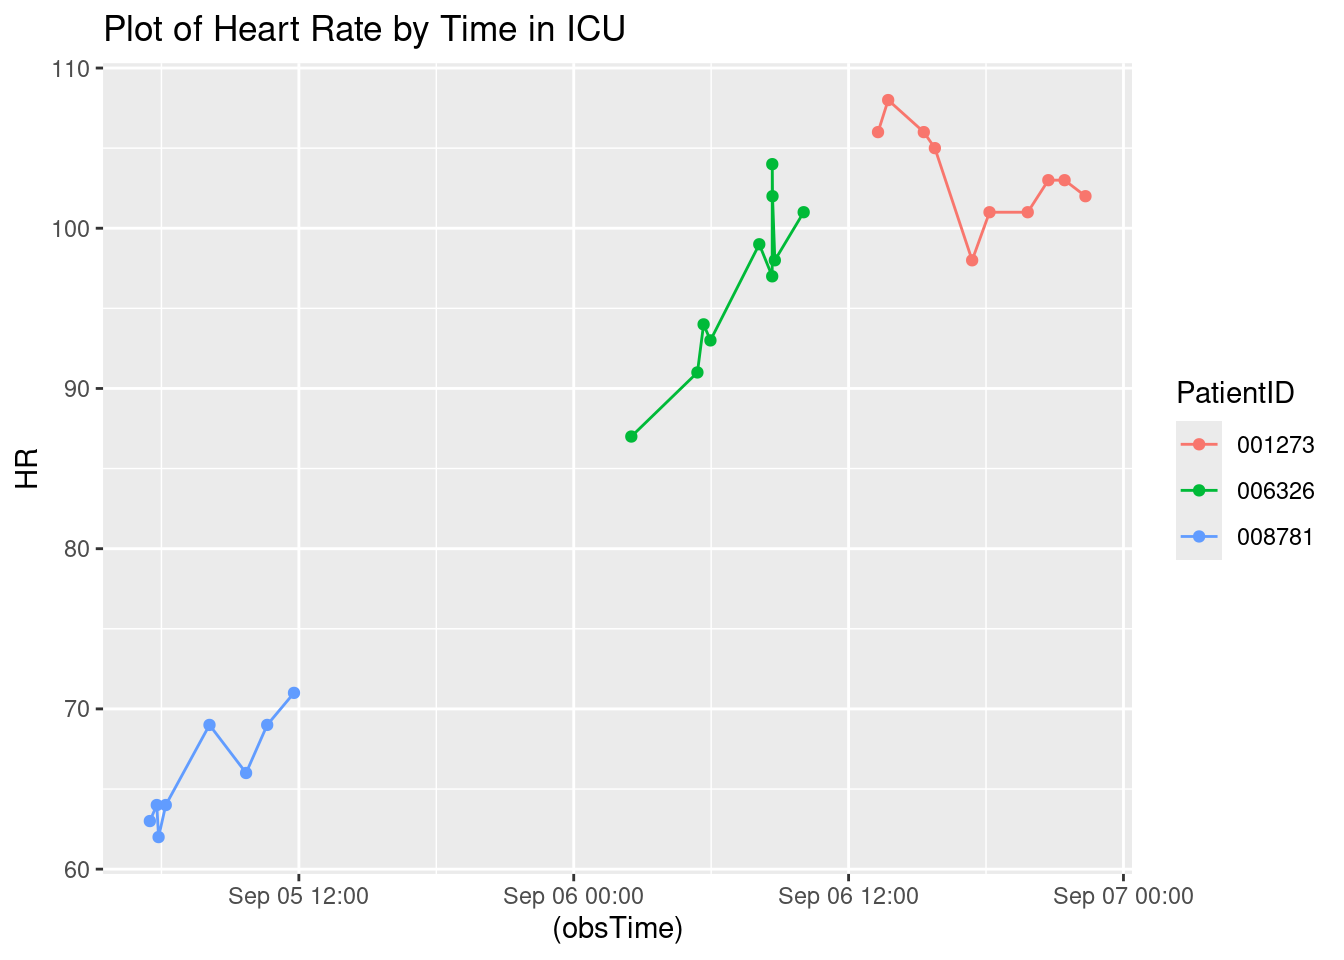 Plot of Heart Rate by Time in ICU
110
100
90
80
70
60
HR
Sep 05 12:00
Sep 06 00:00
Sep 06 12:00
Sep 07 00:00
(obsTime)
PatientID
001273
006326
008781